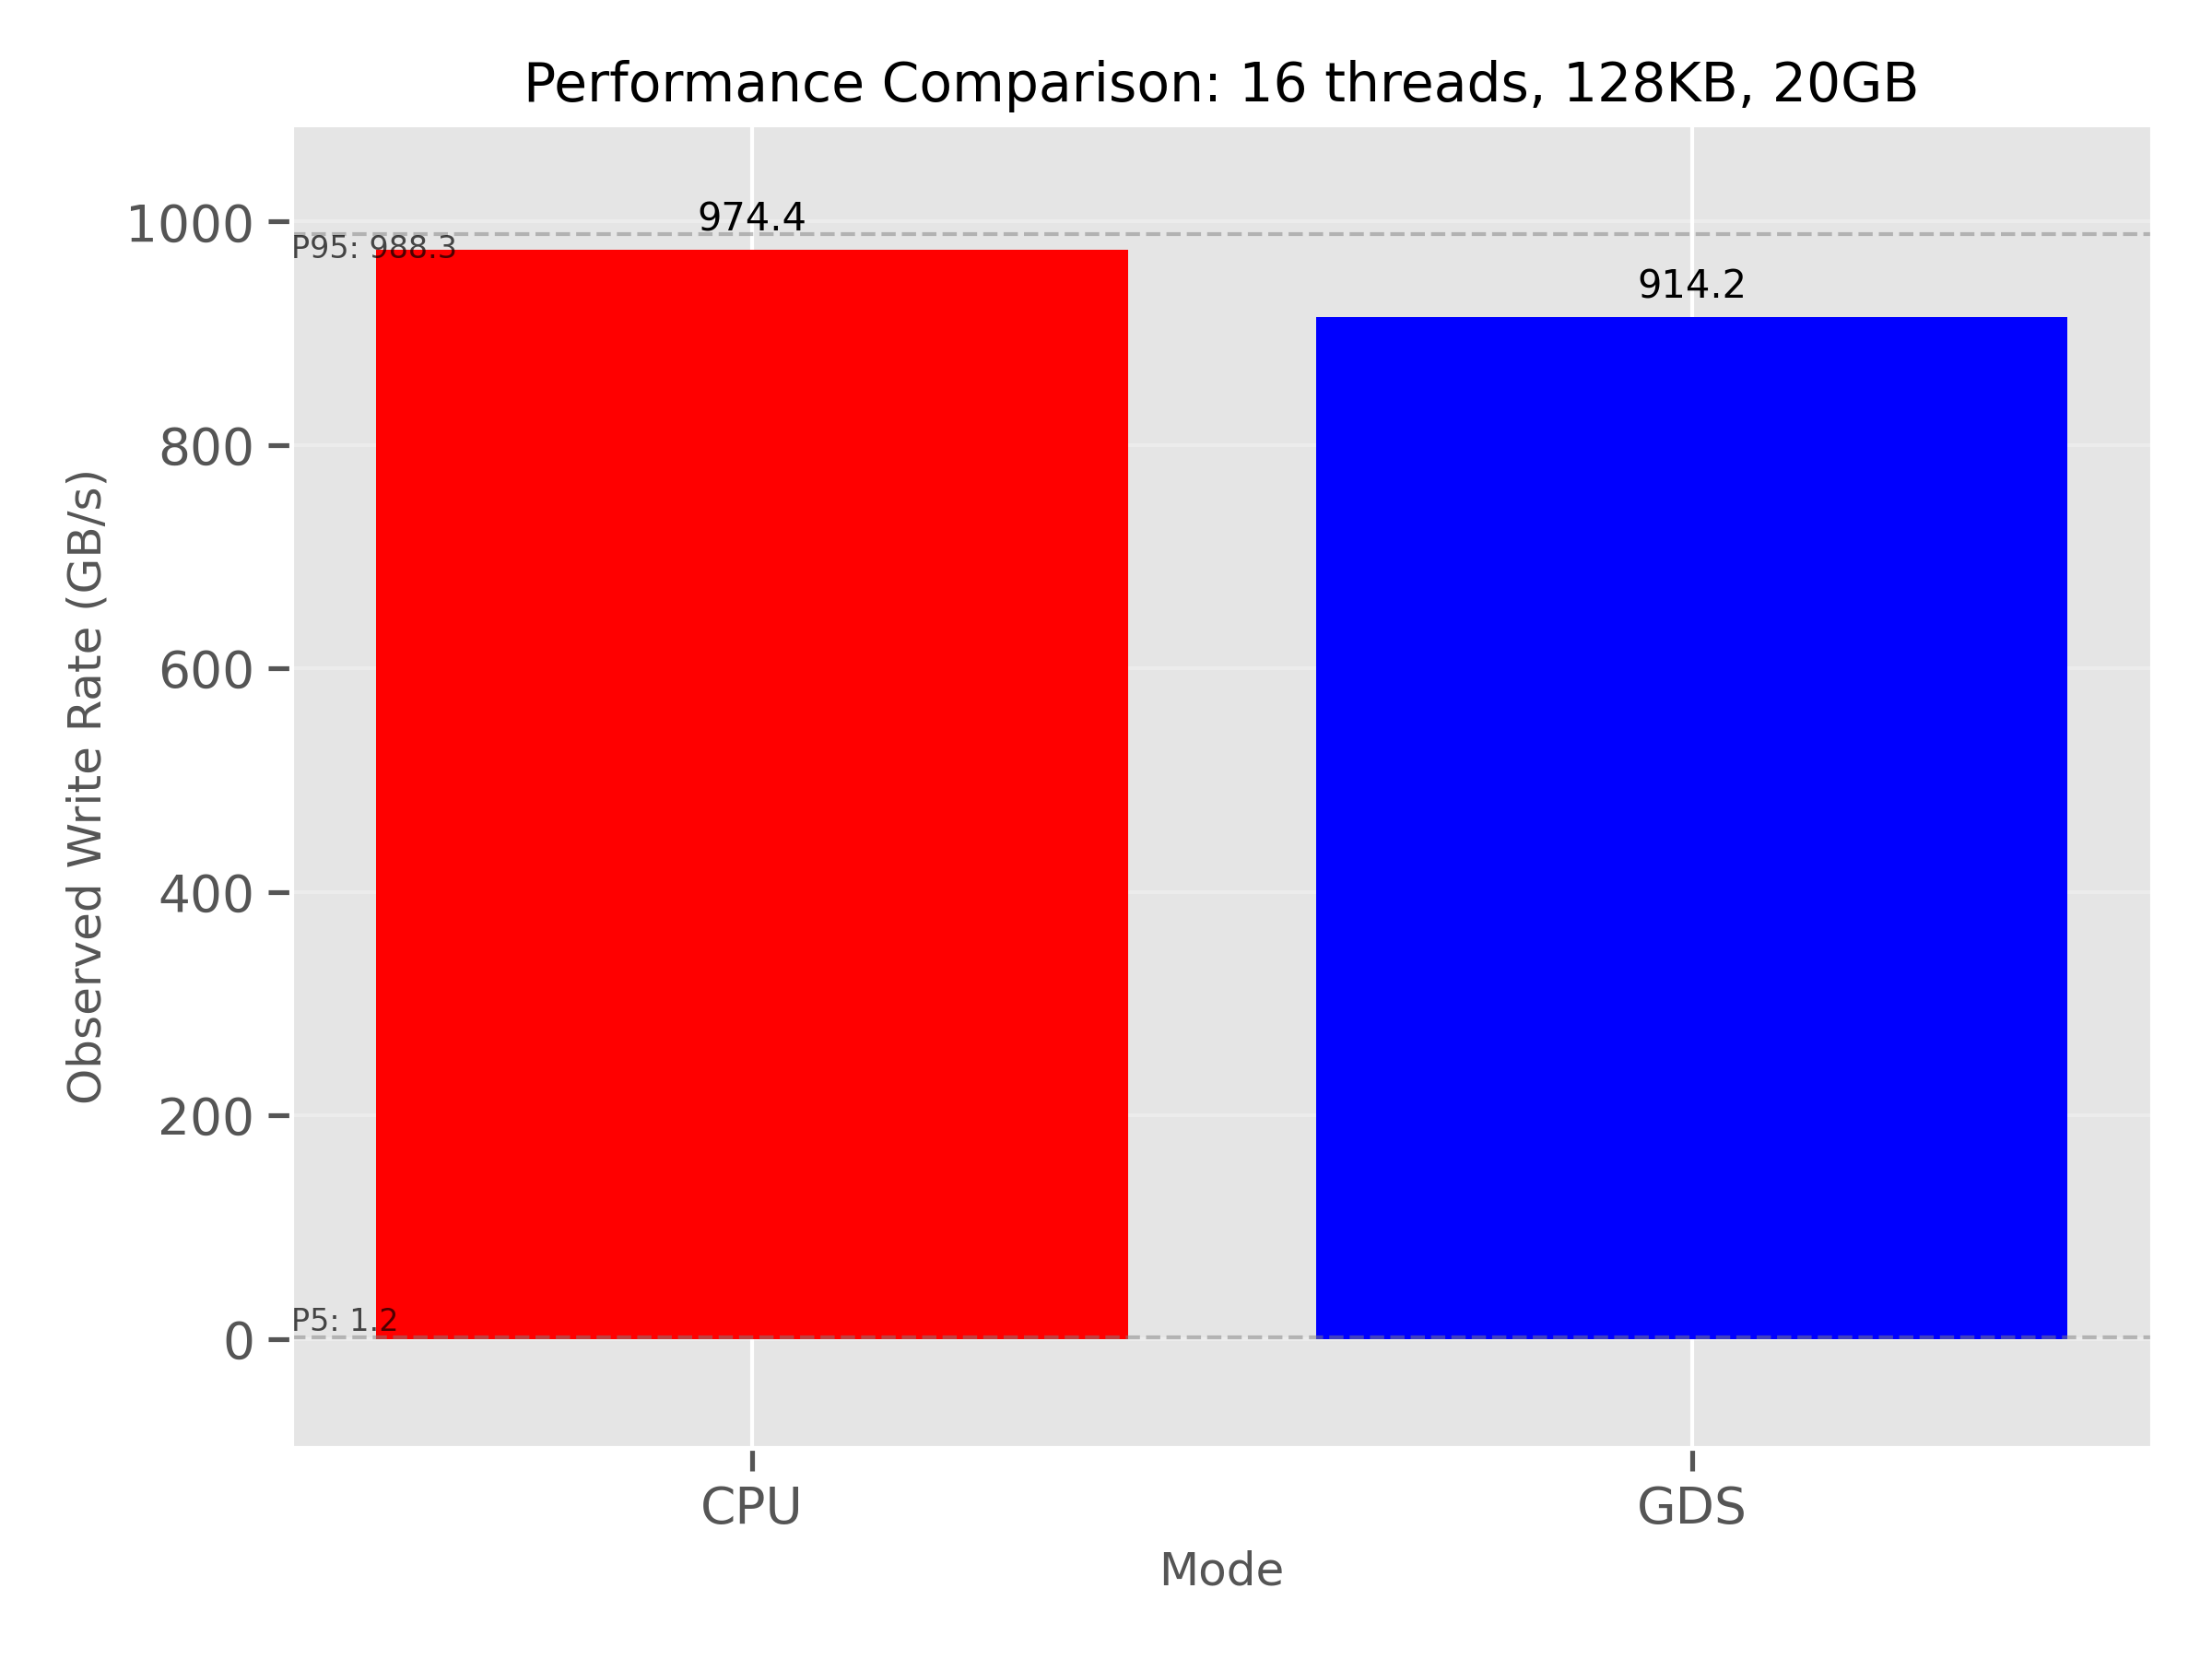 Performance Comparison: 16 threads, 128KB, 20GB
Observed Write Rate (GB/s)
1000
800
600
400
200
0
P95: 988.3
P5: 1.2
974.4
914.2
CPU
GDS
Mode